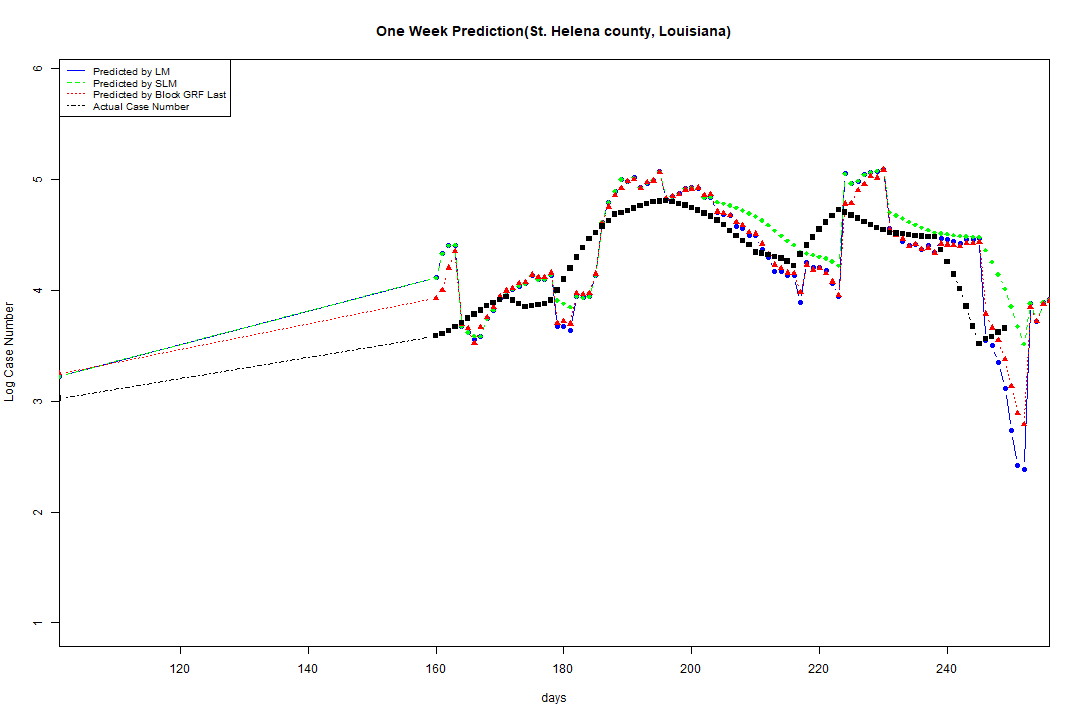 One Week Prediction(St. Helena county, Louisiana)
Predicted by LM
Predicted by SLM
Predicted by Block GRF Last
Actual Case Number
Log Case Number
6
5
4
3
2
1
120 140 160 180 200 220 240
days